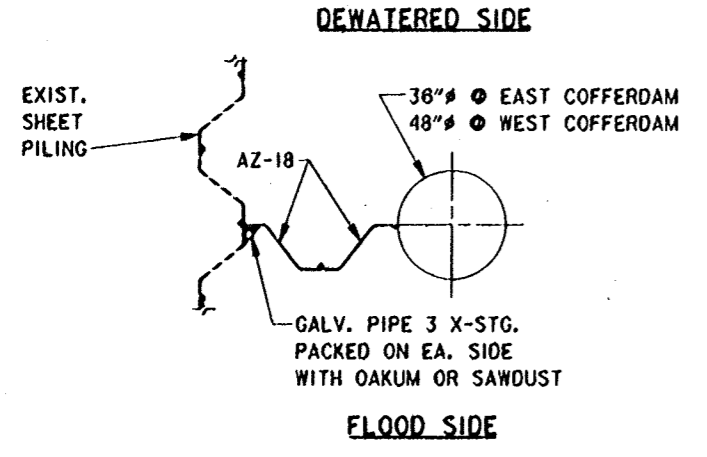 DEWATERED SIDE
EXIST.
SHEET
PILING
36"ø @ EAST COFFERDAM
48"ø @ WEST COFFERDAM
AZ-18
GALV. PIPE 3 X-STG.
PACKED ON EA. SIDE
WITH OAKUM OR SAWDUST
FLOOD SIDE